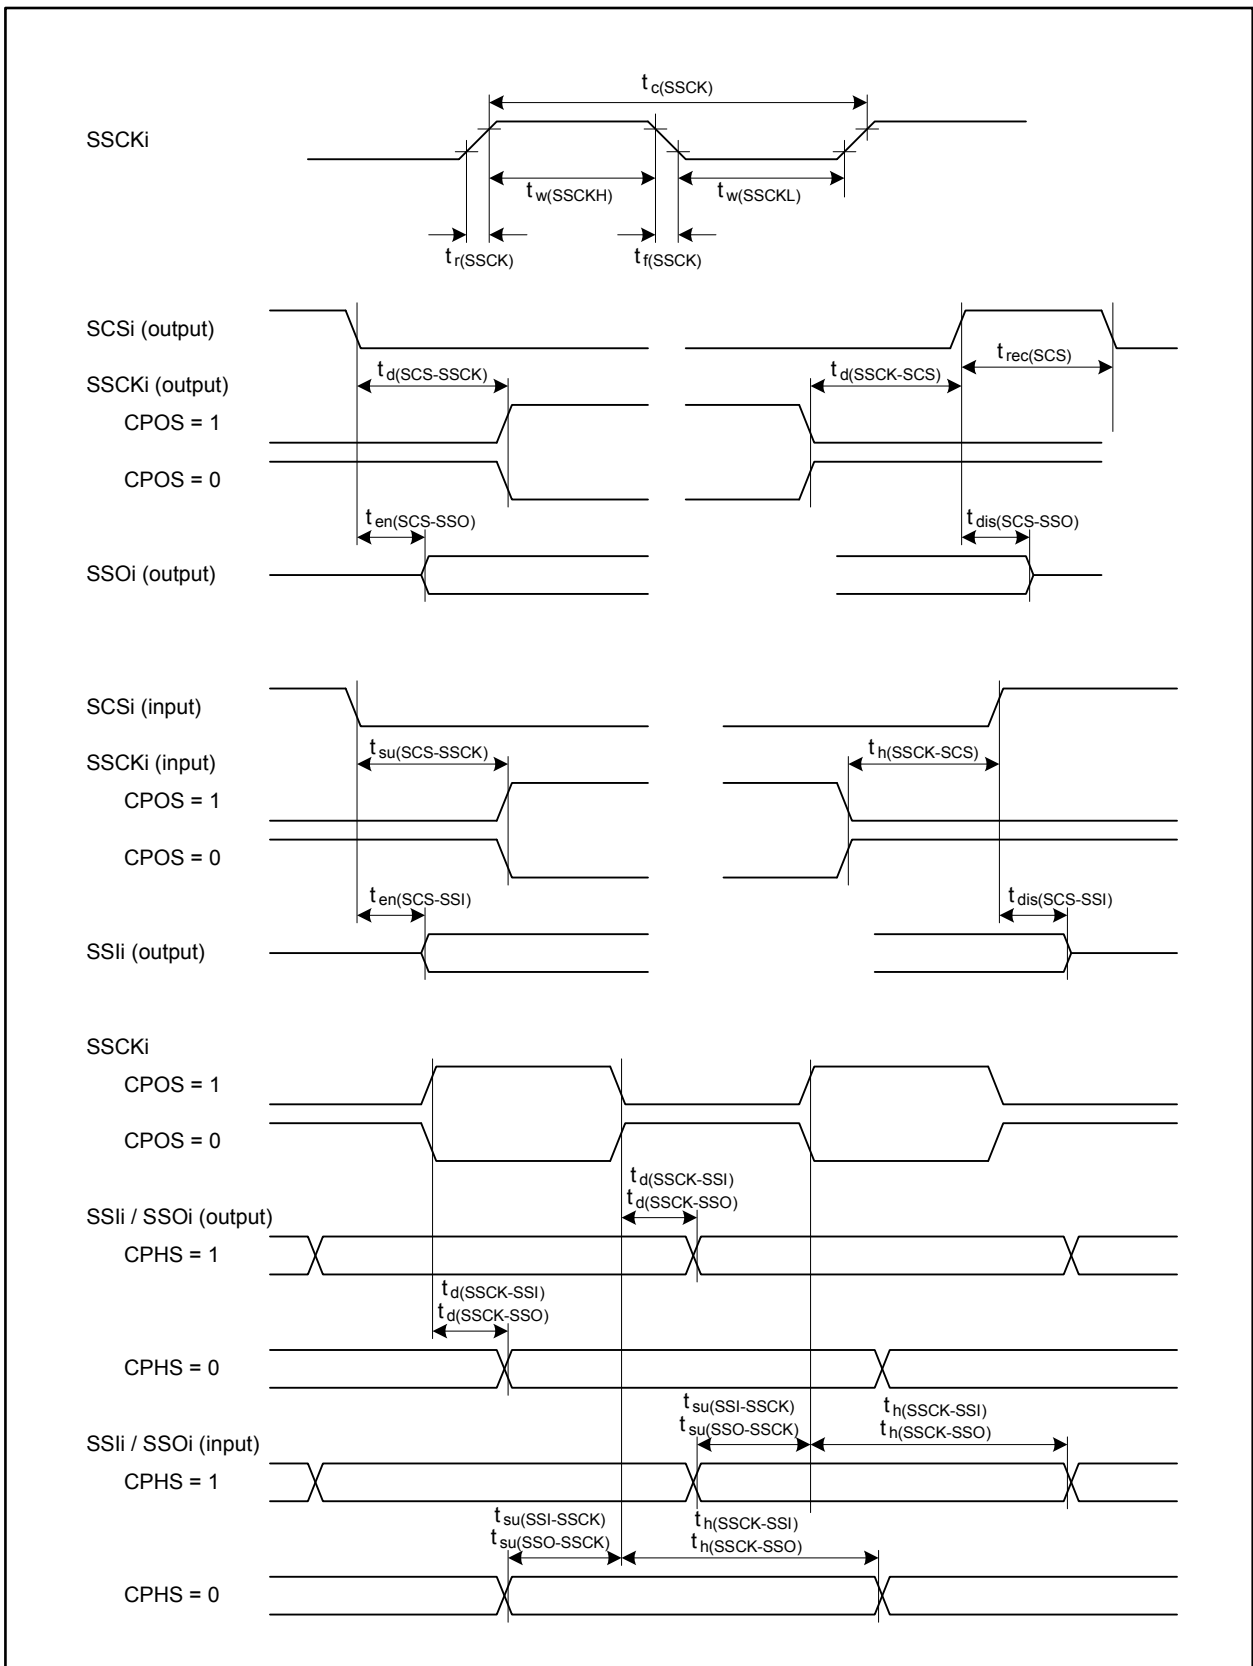 t c(SSCK)
SSCKi
t w(SSCKH)
t w(SSCKL)
t r(SSCK)
t f(SSCK)
SCSi (output)
t rec(SCS)
t d(SCS-SSCK)
t d(SSCK-SCS)
SSCKi (output)
CPOS = 1
CPOS = 0
t en(SCS-SSO)
t dis(SCS-SSO)
SSOi (output)
SCSi (input)
t su(SCS-SSCK)
t h(SSCK-SCS)
SSCKi (input)
CPOS = 1
CPOS = 0
t en(SCS-SSI)
t dis(SCS-SSI)
SSIi (output)
SSCKi
CPOS = 1
CPOS = 0
t d(SSCK-SSI)
t d(SSCK-SSO)
SSIi / SSOi (output)
CPHS = 1
t d(SSCK-SSI)
t d(SSCK-SSO)
CPHS = 0
t su(SSI-SSCK)
t su(SSO-SSCK)
t h(SSCK-SSI)
t h(SSCK-SSO)
SSIi / SSOi (input)
CPHS = 1
t su(SSI-SSCK)
t su(SSO-SSCK)
t h(SSCK-SSI)
t h(SSCK-SSO)
CPHS = 0